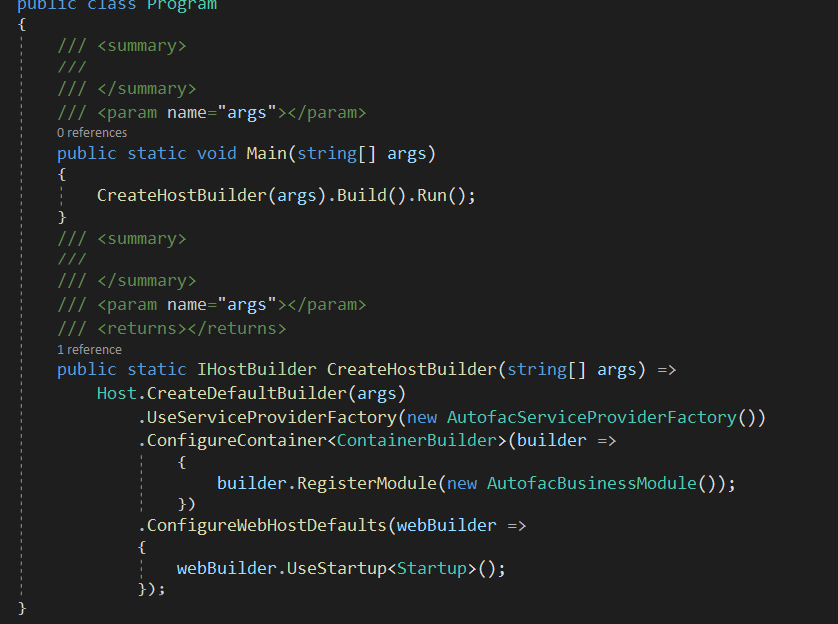 public class Program
{
    /// <summary>
    ///
    /// </summary>
    /// <param name="args"></param>
    0 references
    public static void Main(string[] args)
    {
        CreateHostBuilder(args).Build().Run();
    }
    /// <summary>
    ///
    /// </summary>
    /// <param name="args"></param>
    /// <returns></returns>
    1 reference
    public static IHostBuilder CreateHostBuilder(string[] args) =>
        Host.CreateDefaultBuilder(args)
            .UseServiceProviderFactory(new AutofacServiceProviderFactory())
            .ConfigureContainer<ContainerBuilder>(builder =>
                {
                    builder.RegisterModule(new AutofacBusinessModule());
                })
            .ConfigureWebHostDefaults(webBuilder =>
            {
                webBuilder.UseStartup<Startup>();
            });
}